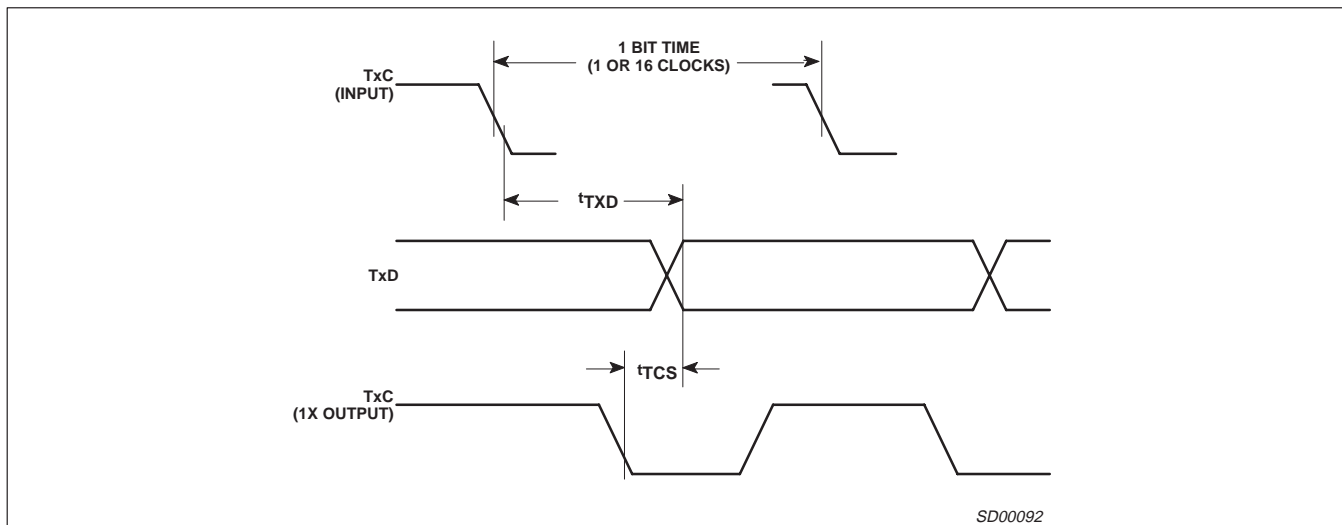 1 BIT TIME
(1 OR 16 CLOCKS)
TxC
(INPUT)
tTXD
TxD
tTCS
TxC
(1X OUTPUT)
SD00092